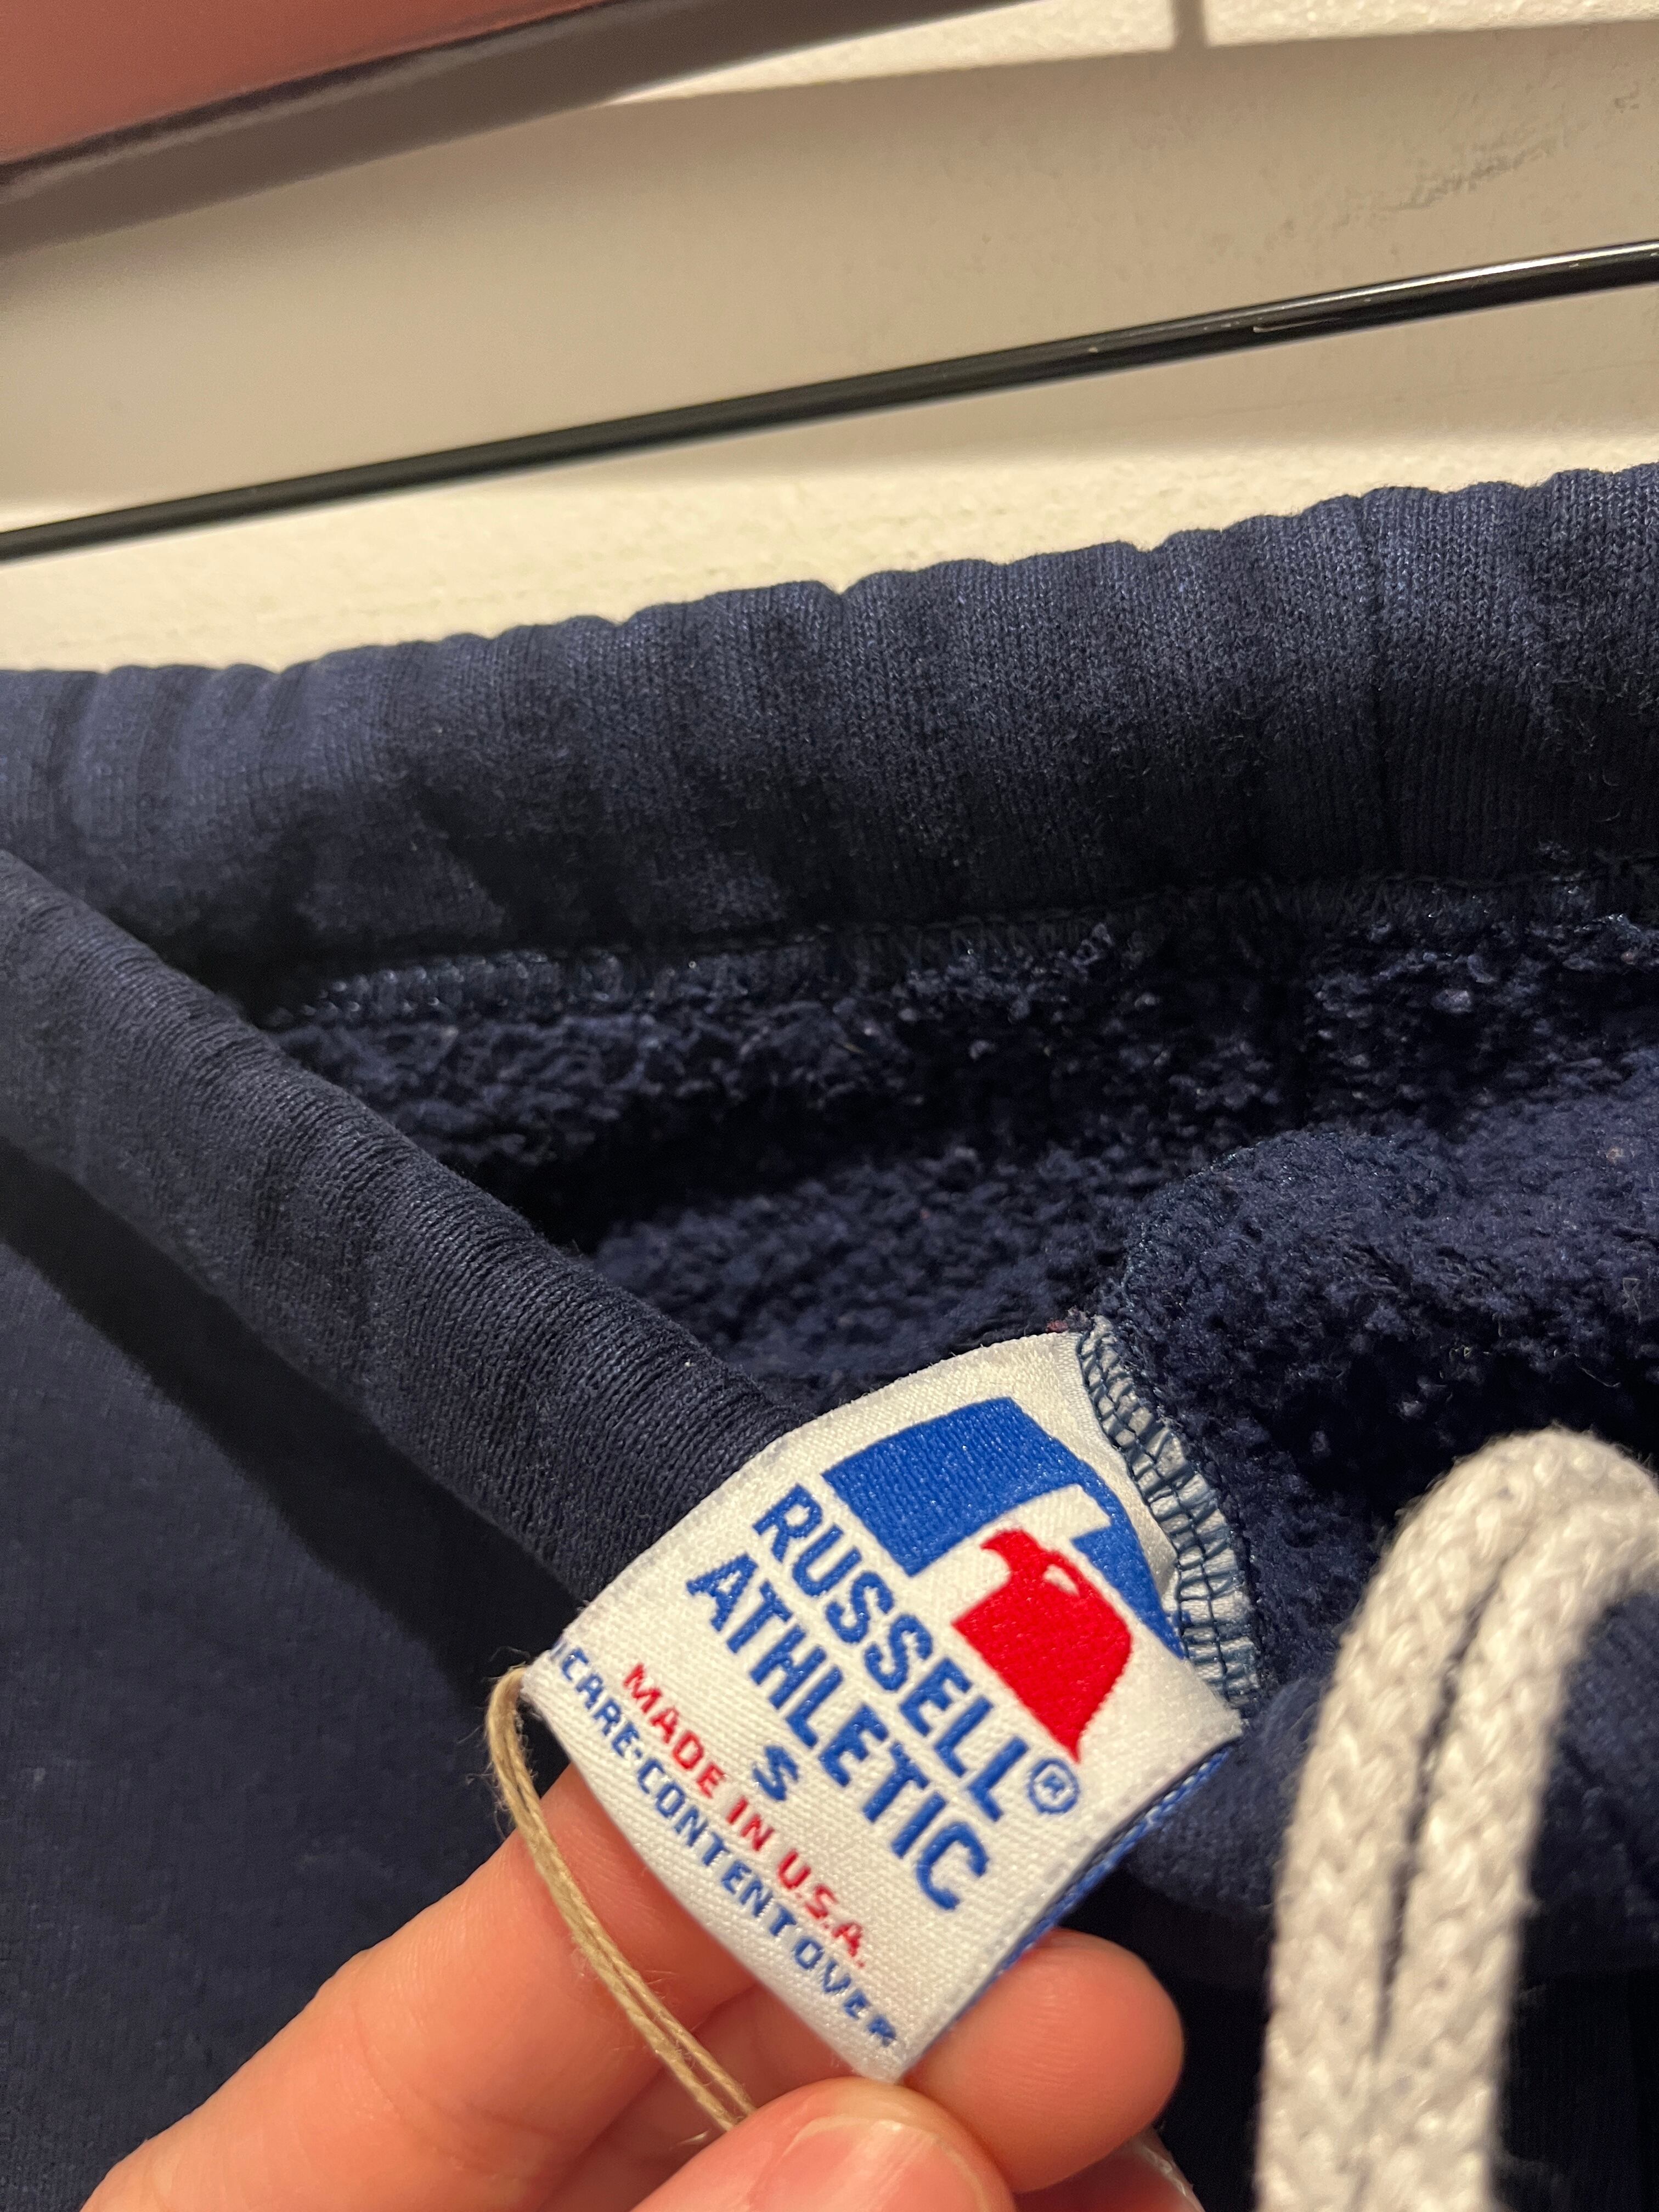 RUSSELL®
ATHLETIC
S
MADE IN U.S.A.
CARE-CONTENT OVER